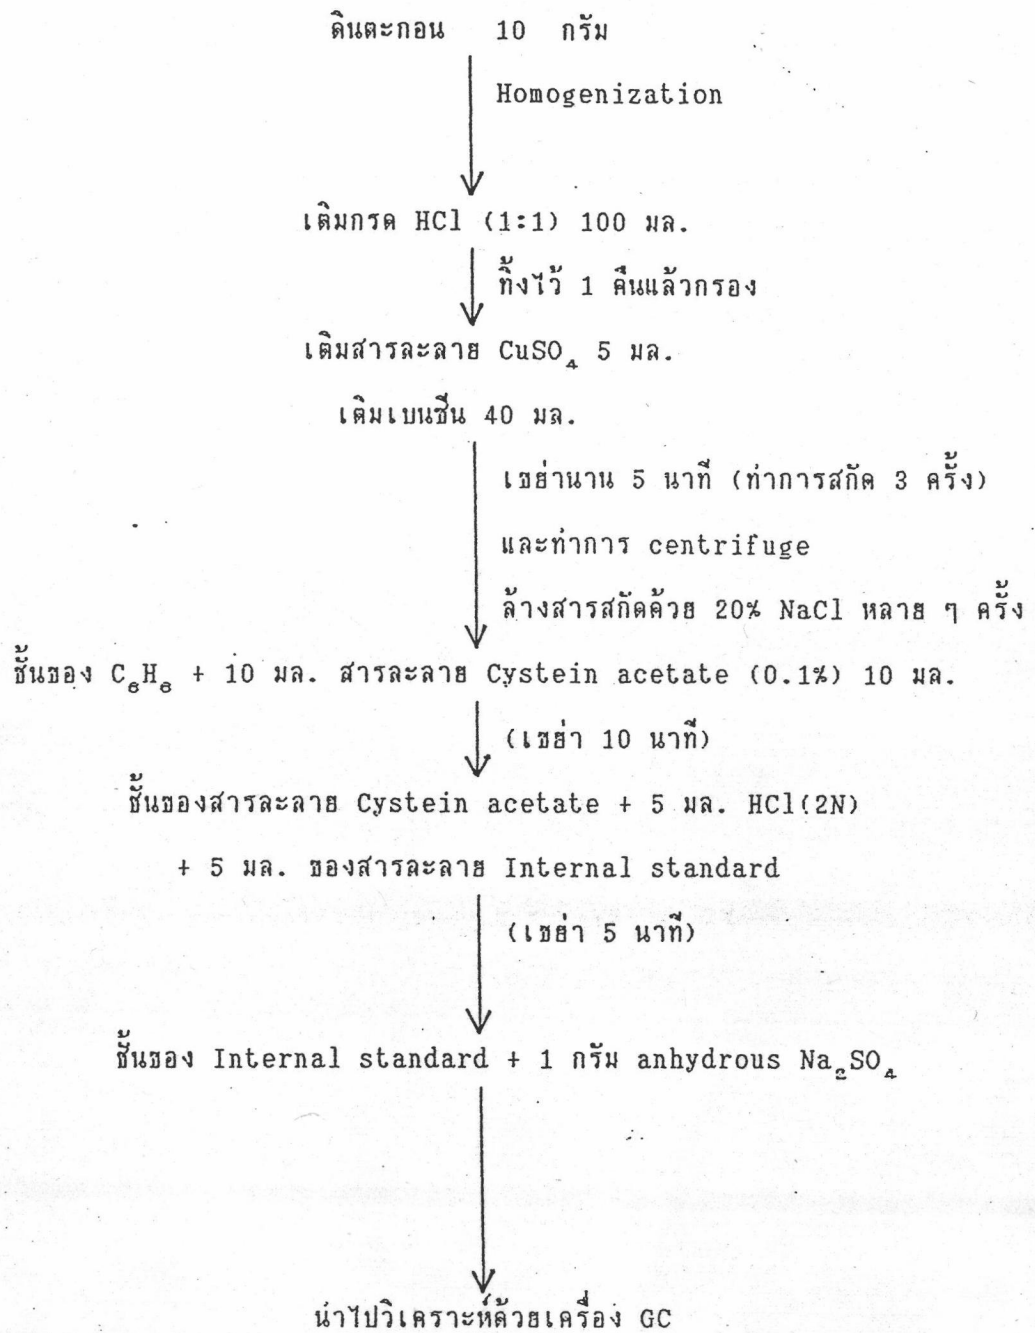 ดินตะกอน 10 กรัม
Homogenization
เติมกรด HCl (1:1) 100 มล.
ทิ้งไว้ 1 คืนแล้วกรอง
เติมสารละลาย CuSO₄ 5 มล.
เติมเบนซีน 40 มล.
เขย่านาน 5 นาที (ทำการสกัด 3 ครั้ง)
และทำการ centrifuge
ล้างสารสกัดด้วย 20% NaCl หลาย ๆ ครั้ง
ชั้นของ C₆H₆ + 10 มล. สารละลาย Cystein acetate (0.1%) 10 มล.
(เขย่า 10 นาที)
ชั้นของสารละลาย Cystein acetate + 5 มล. HCl(2N)
+ 5 มล. ของสารละลาย Internal standard
(เขย่า 5 นาที)
ชั้นของ Internal standard + 1 กรัม anhydrous Na₂SO₄
นำไปวิเคราะห์ด้วยเครื่อง GC